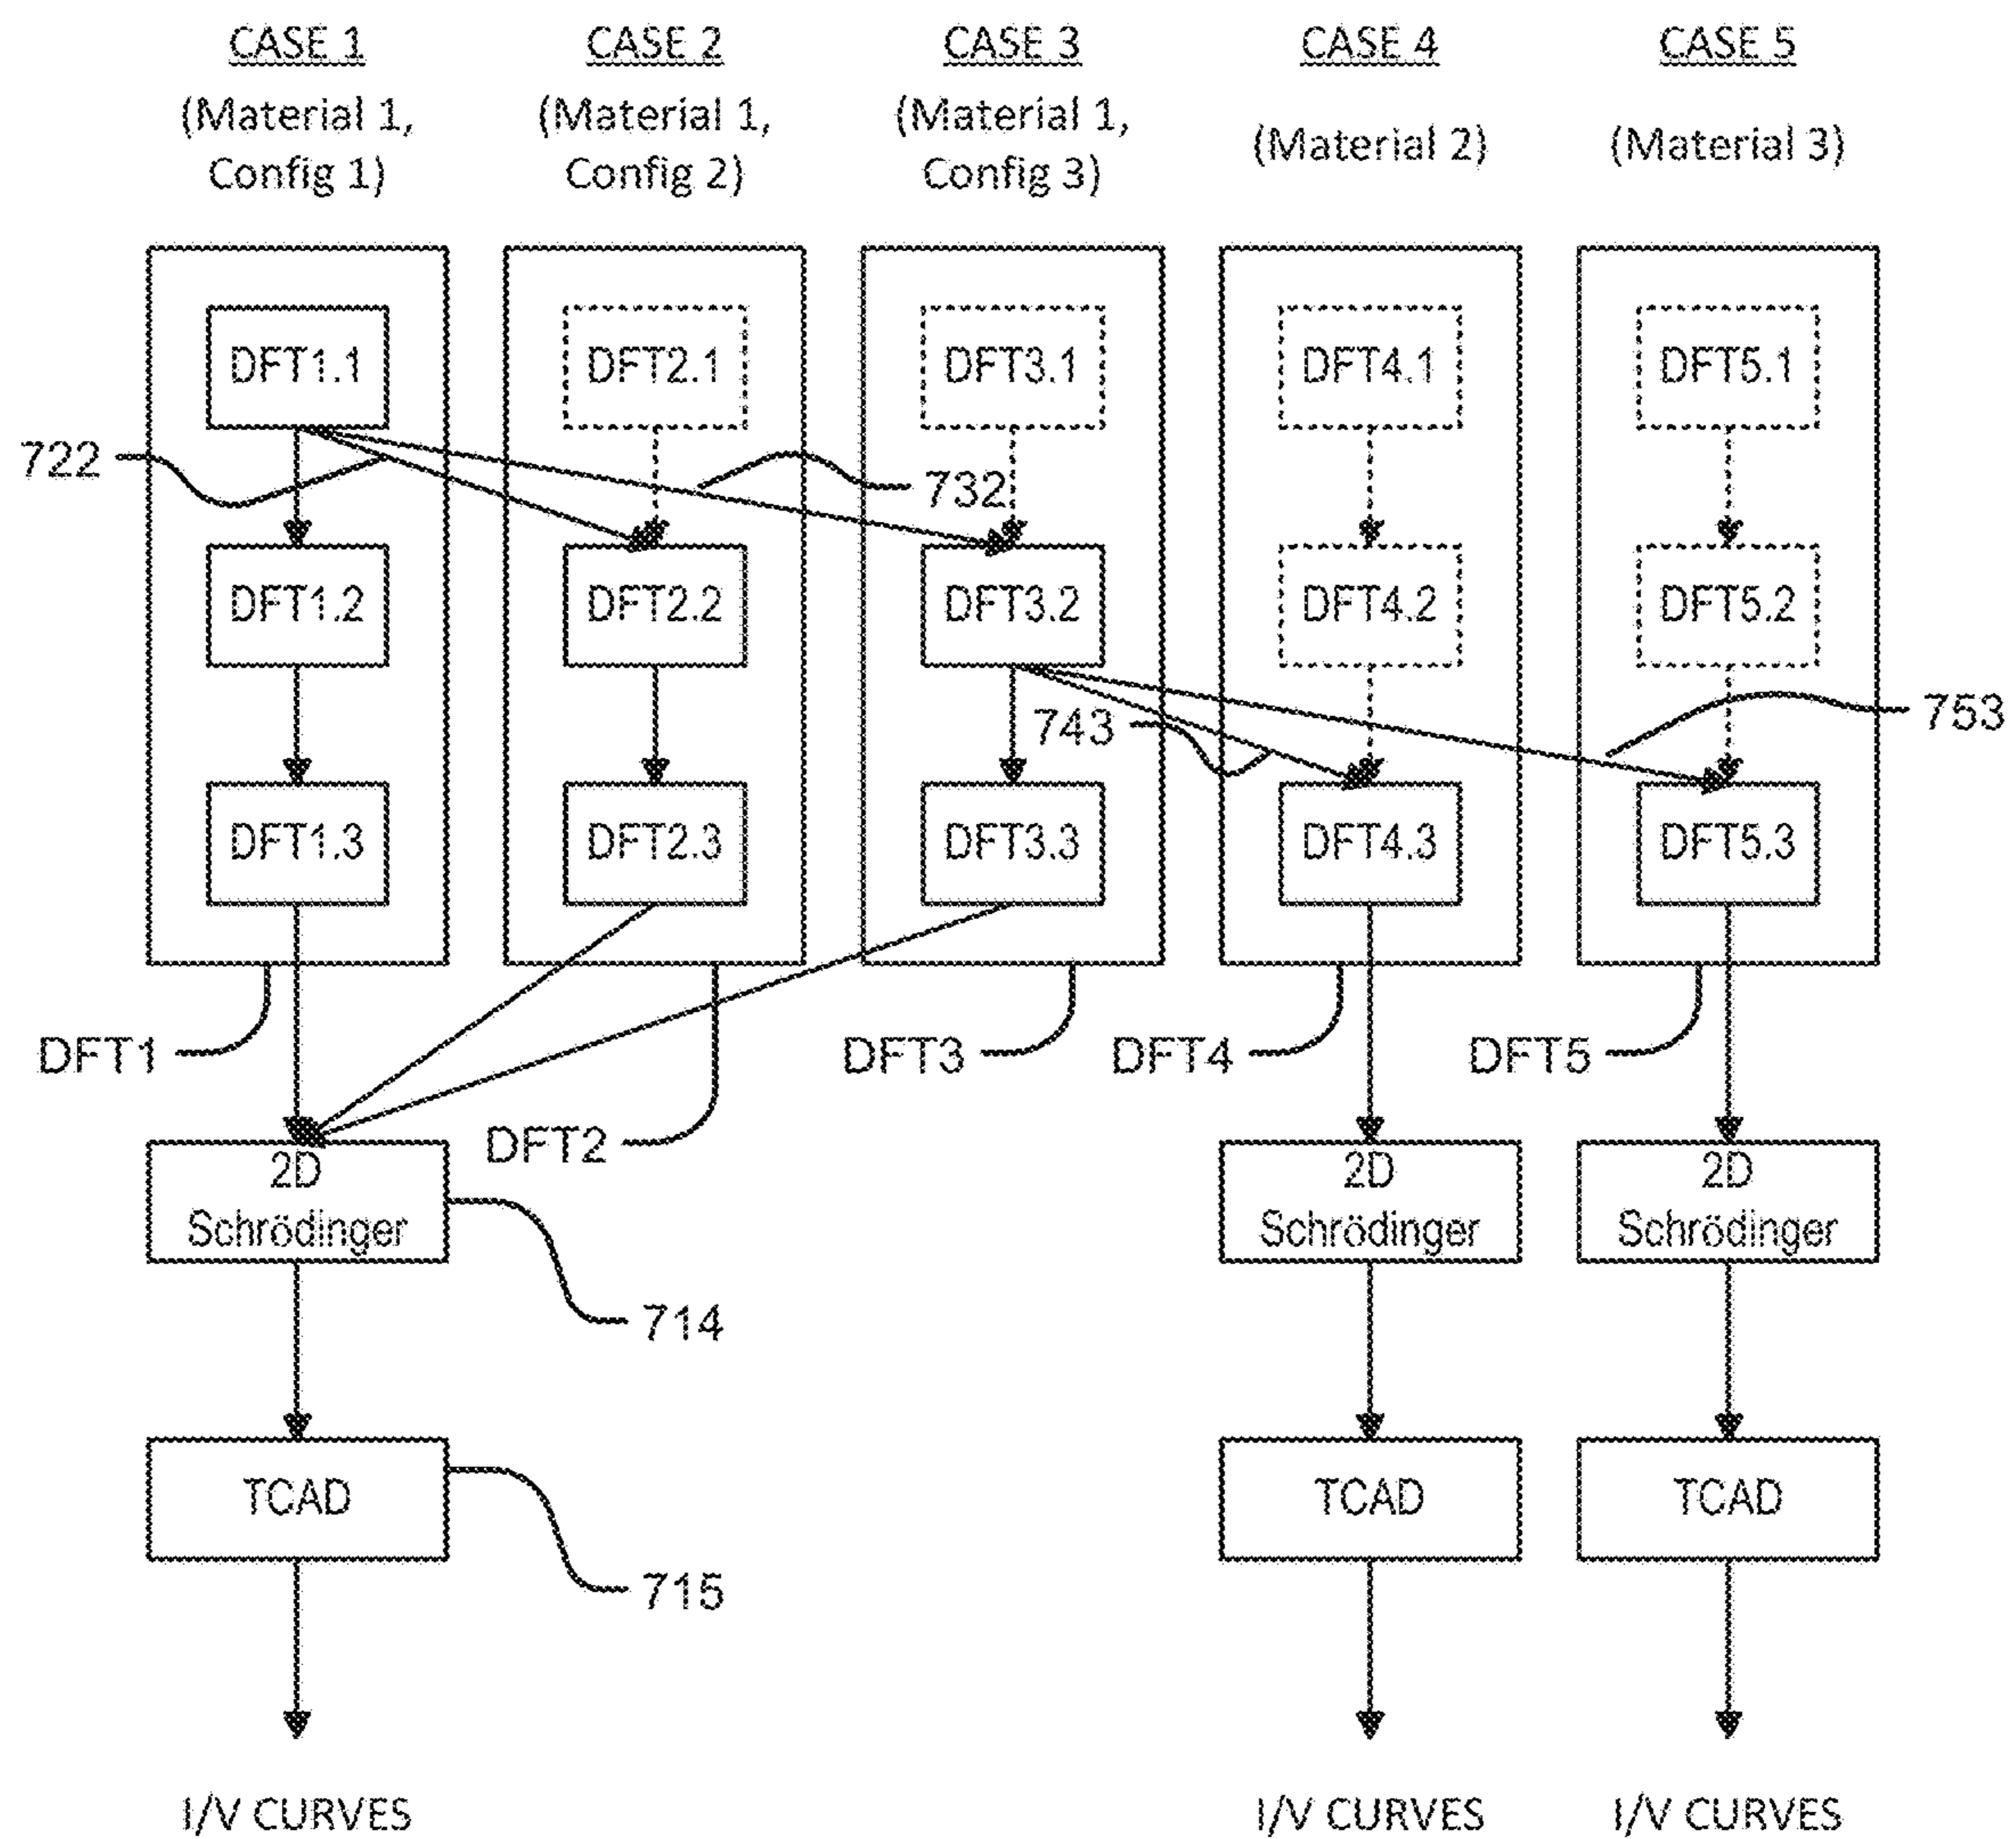 CASE 1
CASE 2
CASE 3
CASE 4
CASE 5
(Material 1,
Config 1)
(Material 1,
Config 2)
(Material 1,
Config 3)
(Material 2)
(Material 3)
DFT1.1
DFT2.1
DFT3.1
DFT4.1
DFT5.1
722
732
DFT1.2
DFT2.2
DFT3.2
DFT4.2
DFT5.2
743
753
DFT1.3
DFT2.3
DFT3.3
DFT4.3
DFT5.3
DFT1
DFT2
DFT3
DFT4
DFT5
2D
Schrödinger
2D
Schrödinger
2D
Schrödinger
714
TCAD
TCAD
TCAD
715
I/V CURVES
I/V CURVES
I/V CURVES